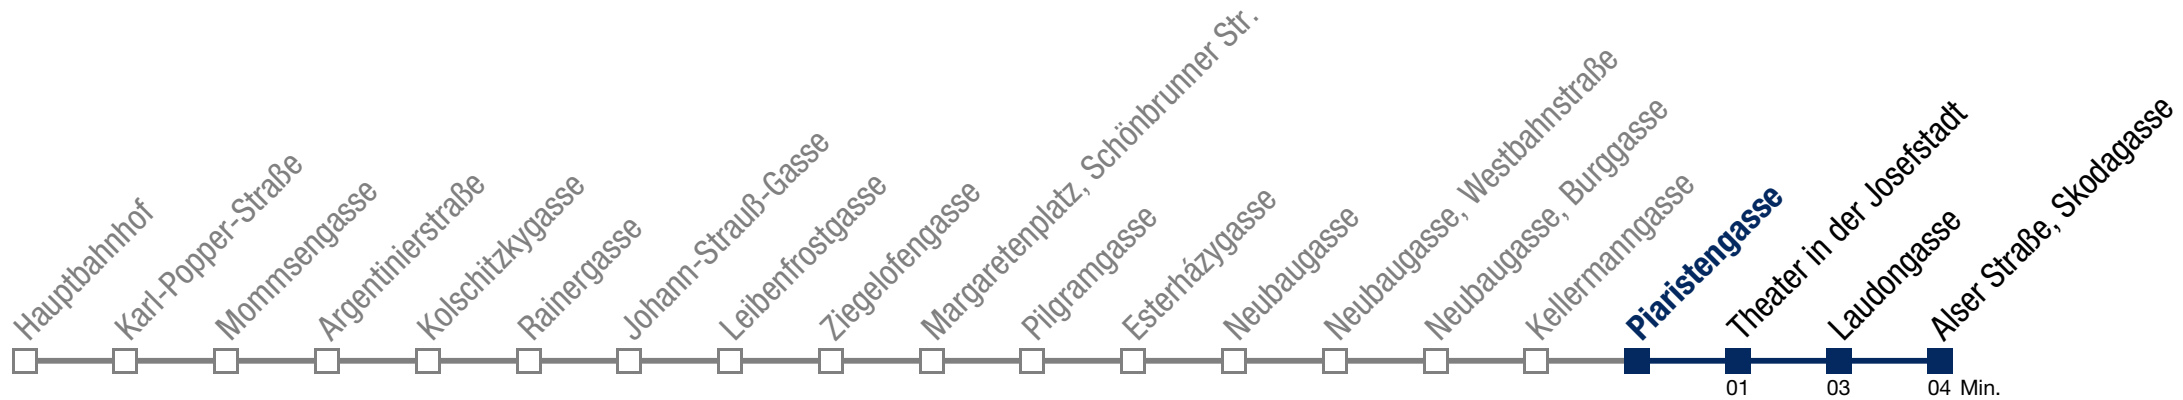 Hauptbahnhof
Karl-Popper-Straße
Mommsengasse
Argentinierstraße
Kolschitzkygasse
Rainergasse
Johann-Strauß-Gasse
Leibenfrostgasse
Ziegelofengasse
Margaretenplatz, Schönbrunner Str.
Pilgramgasse
Esterházygasse
Neubaugasse
Neubaugasse, Westbahnstraße
Neubaugasse, Burggasse
Kellermanngasse
Piaristengasse
Theater in der Josefstadt
Laudongasse
Alser Straße, Skodagasse
01 03 04 Min.